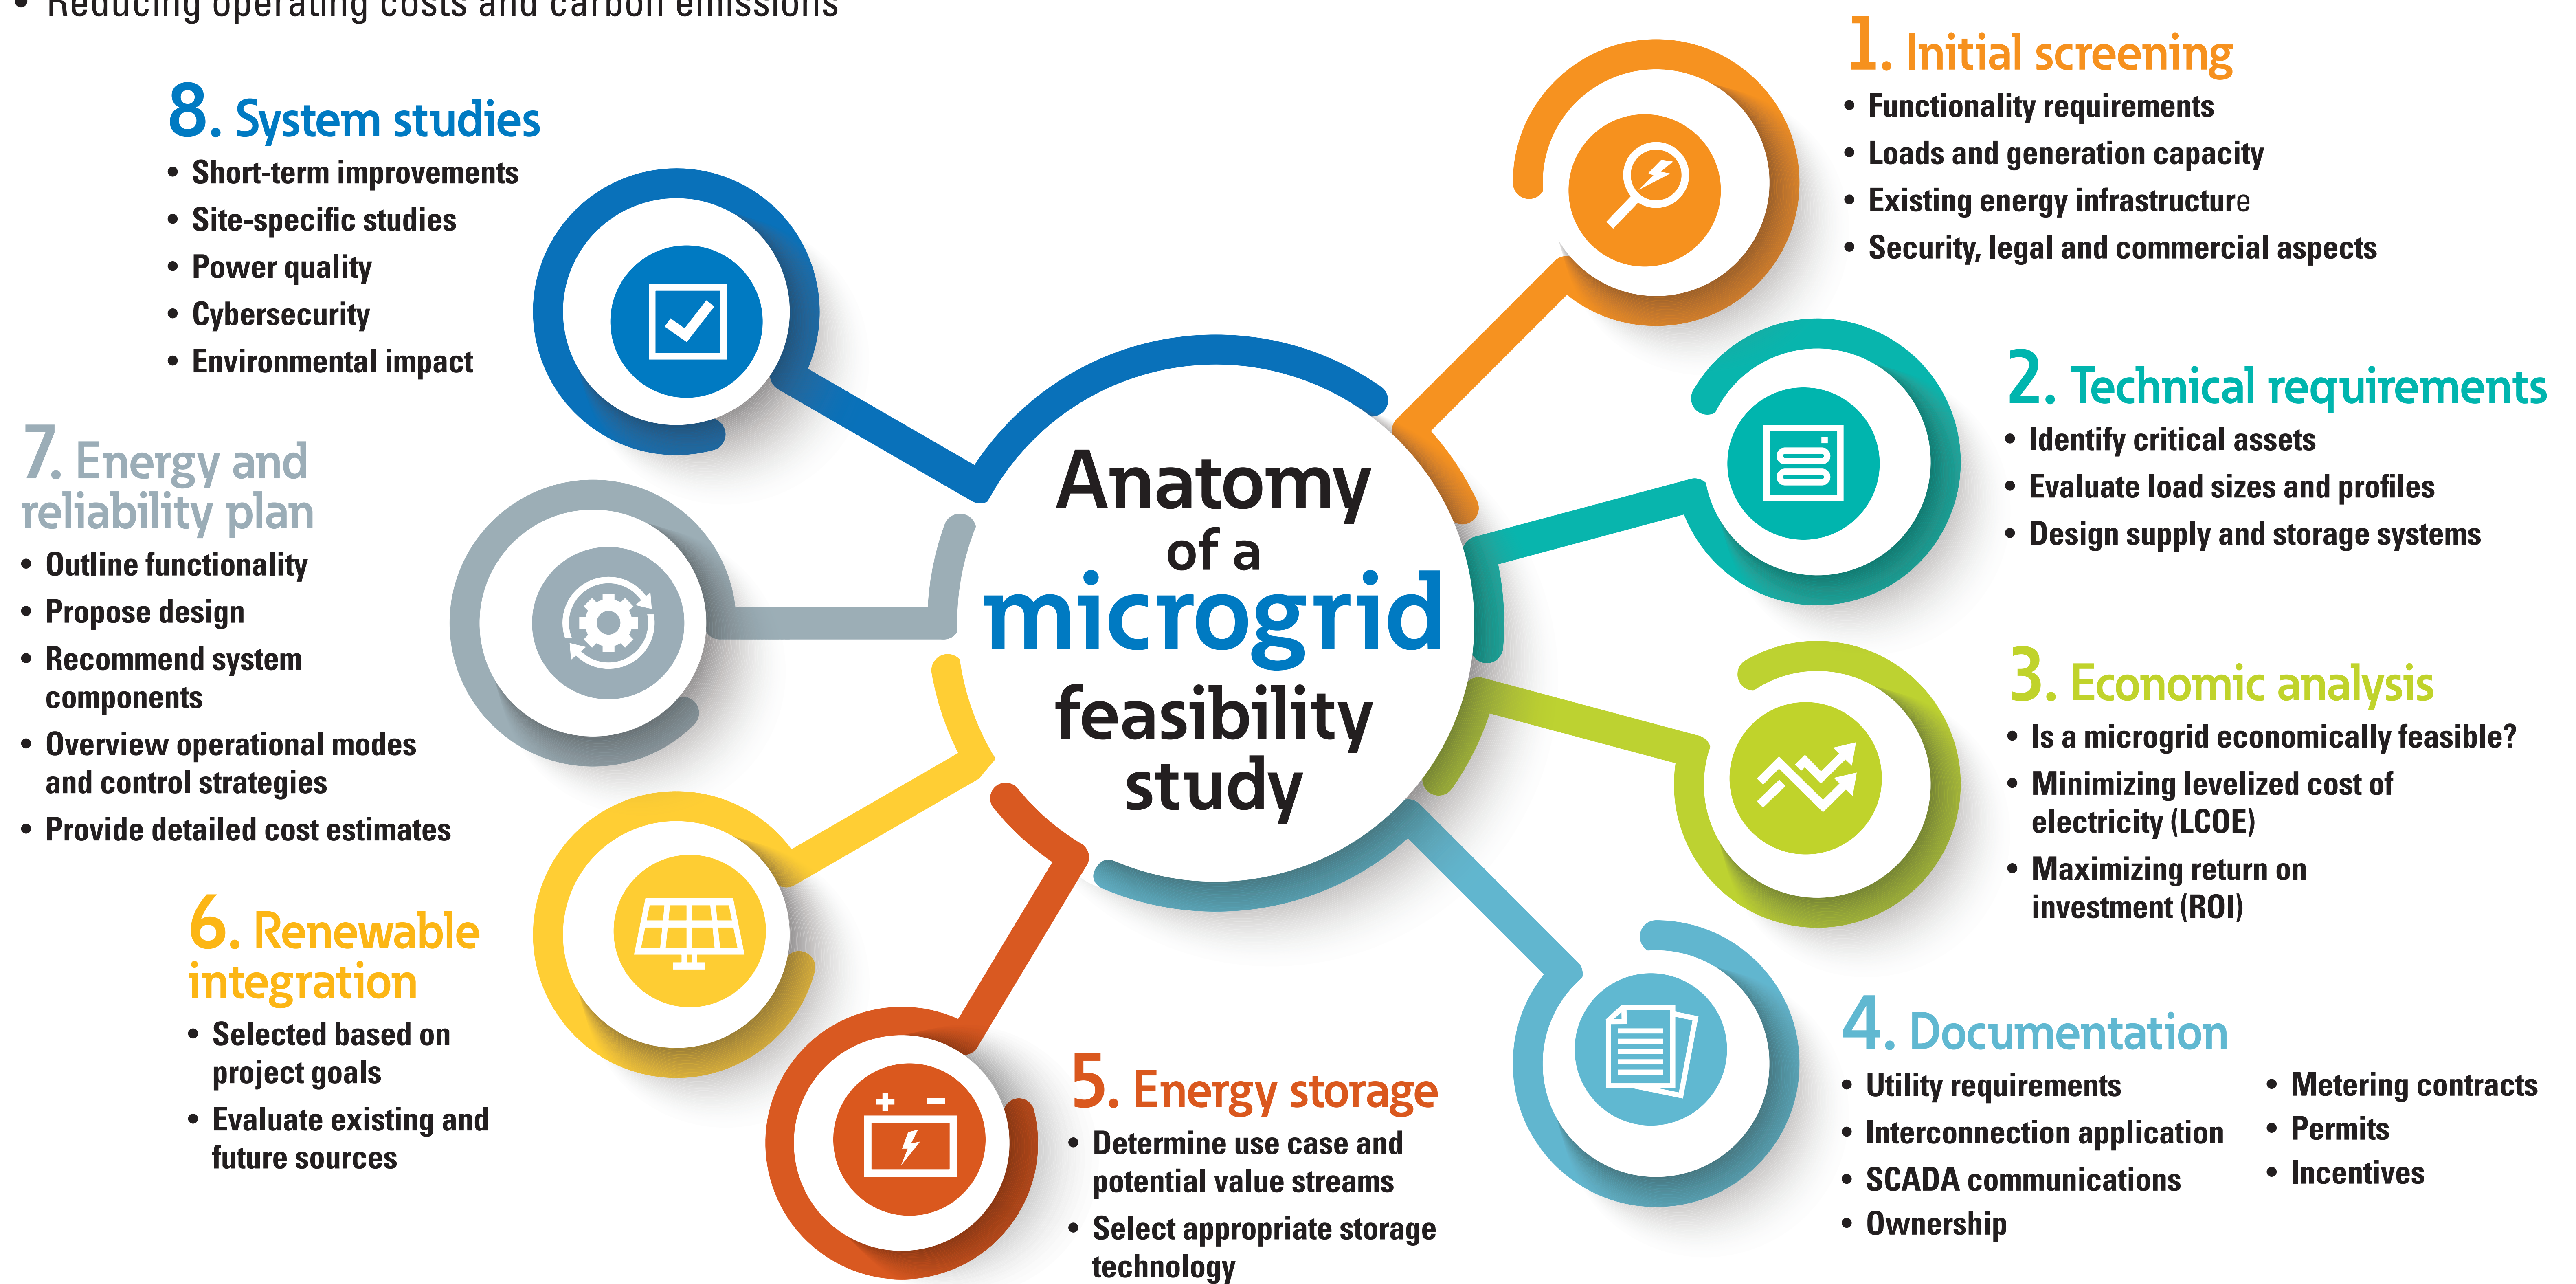 • Reducing operating costs and carbon emissions
Anatomy
of a
microgrid
feasibility
study
1. Initial screening
• Functionality requirements
• Loads and generation capacity
• Existing energy infrastructure
• Security, legal and commercial aspects
2. Technical requirements
• Identify critical assets
• Evaluate load sizes and profiles
• Design supply and storage systems
3. Economic analysis
• Is a microgrid economically feasible?
• Minimizing levelized cost of
electricity (LCOE)
• Maximizing return on
investment (ROI)
4. Documentation
• Utility requirements
• Interconnection application
• SCADA communications
• Ownership
• Metering contracts
• Permits
• Incentives
5. Energy storage
• Determine use case and
potential value streams
• Select appropriate storage
technology
6. Renewable
integration
• Selected based on
project goals
• Evaluate existing and
future sources
7. Energy and
reliability plan
• Outline functionality
• Propose design
• Recommend system
components
• Overview operational modes
and control strategies
• Provide detailed cost estimates
8. System studies
• Short-term improvements
• Site-specific studies
• Power quality
• Cybersecurity
• Environmental impact